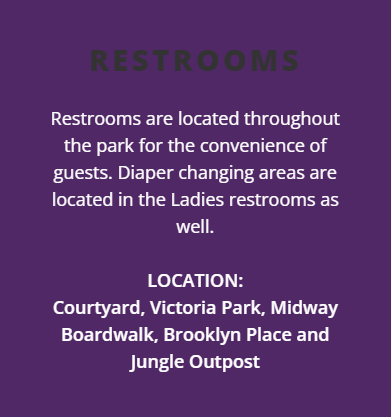 RESTROOMS
Restrooms are located throughout
the park for the convenience of
guests. Diaper changing areas are
located in the Ladies restrooms as
well.
LOCATION:
Courtyard, Victoria Park, Midway
Boardwalk, Brooklyn Place and
Jungle Outpost